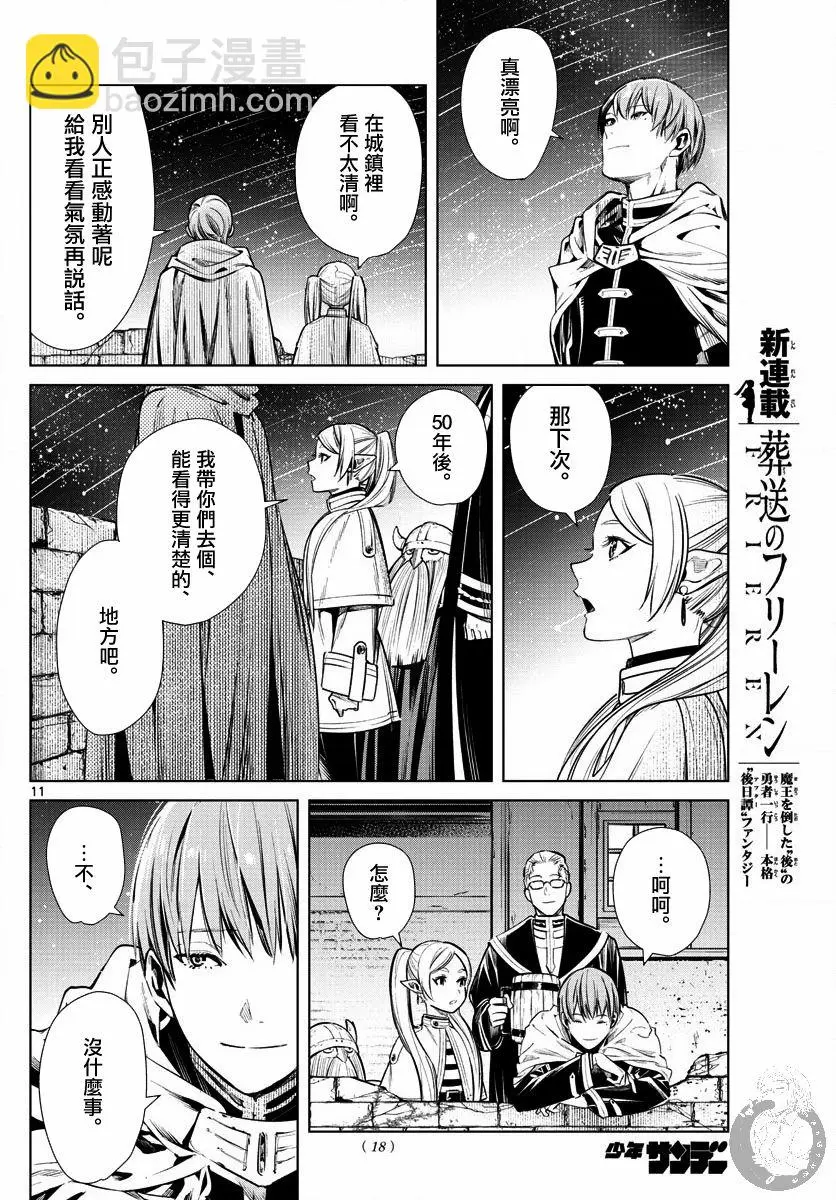 包子漫畫
baozimh.com
真漂亮啊。
在城鎮裡
看不太清啊。
別人正感動著呢
給我看看氣氛再說話。
新連載
葬送のフリーレン
FRIEREN
魔王を倒した“後”の
勇者一行——本格
“後日譚”ファンタジー
那下次。
50年後。
我帶你們去個、
能看得更清楚的、
地方吧。
11
呵呵。
怎麼?
…不、
沒什麼事。
(18)
少年サンデー